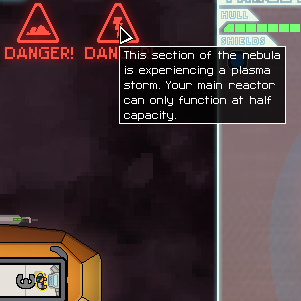 HULL
SHIELDS
DANGER!
DAN
This section of the nebula
is experiencing a plasma
storm. Your main reactor
can only function at half
capacity.